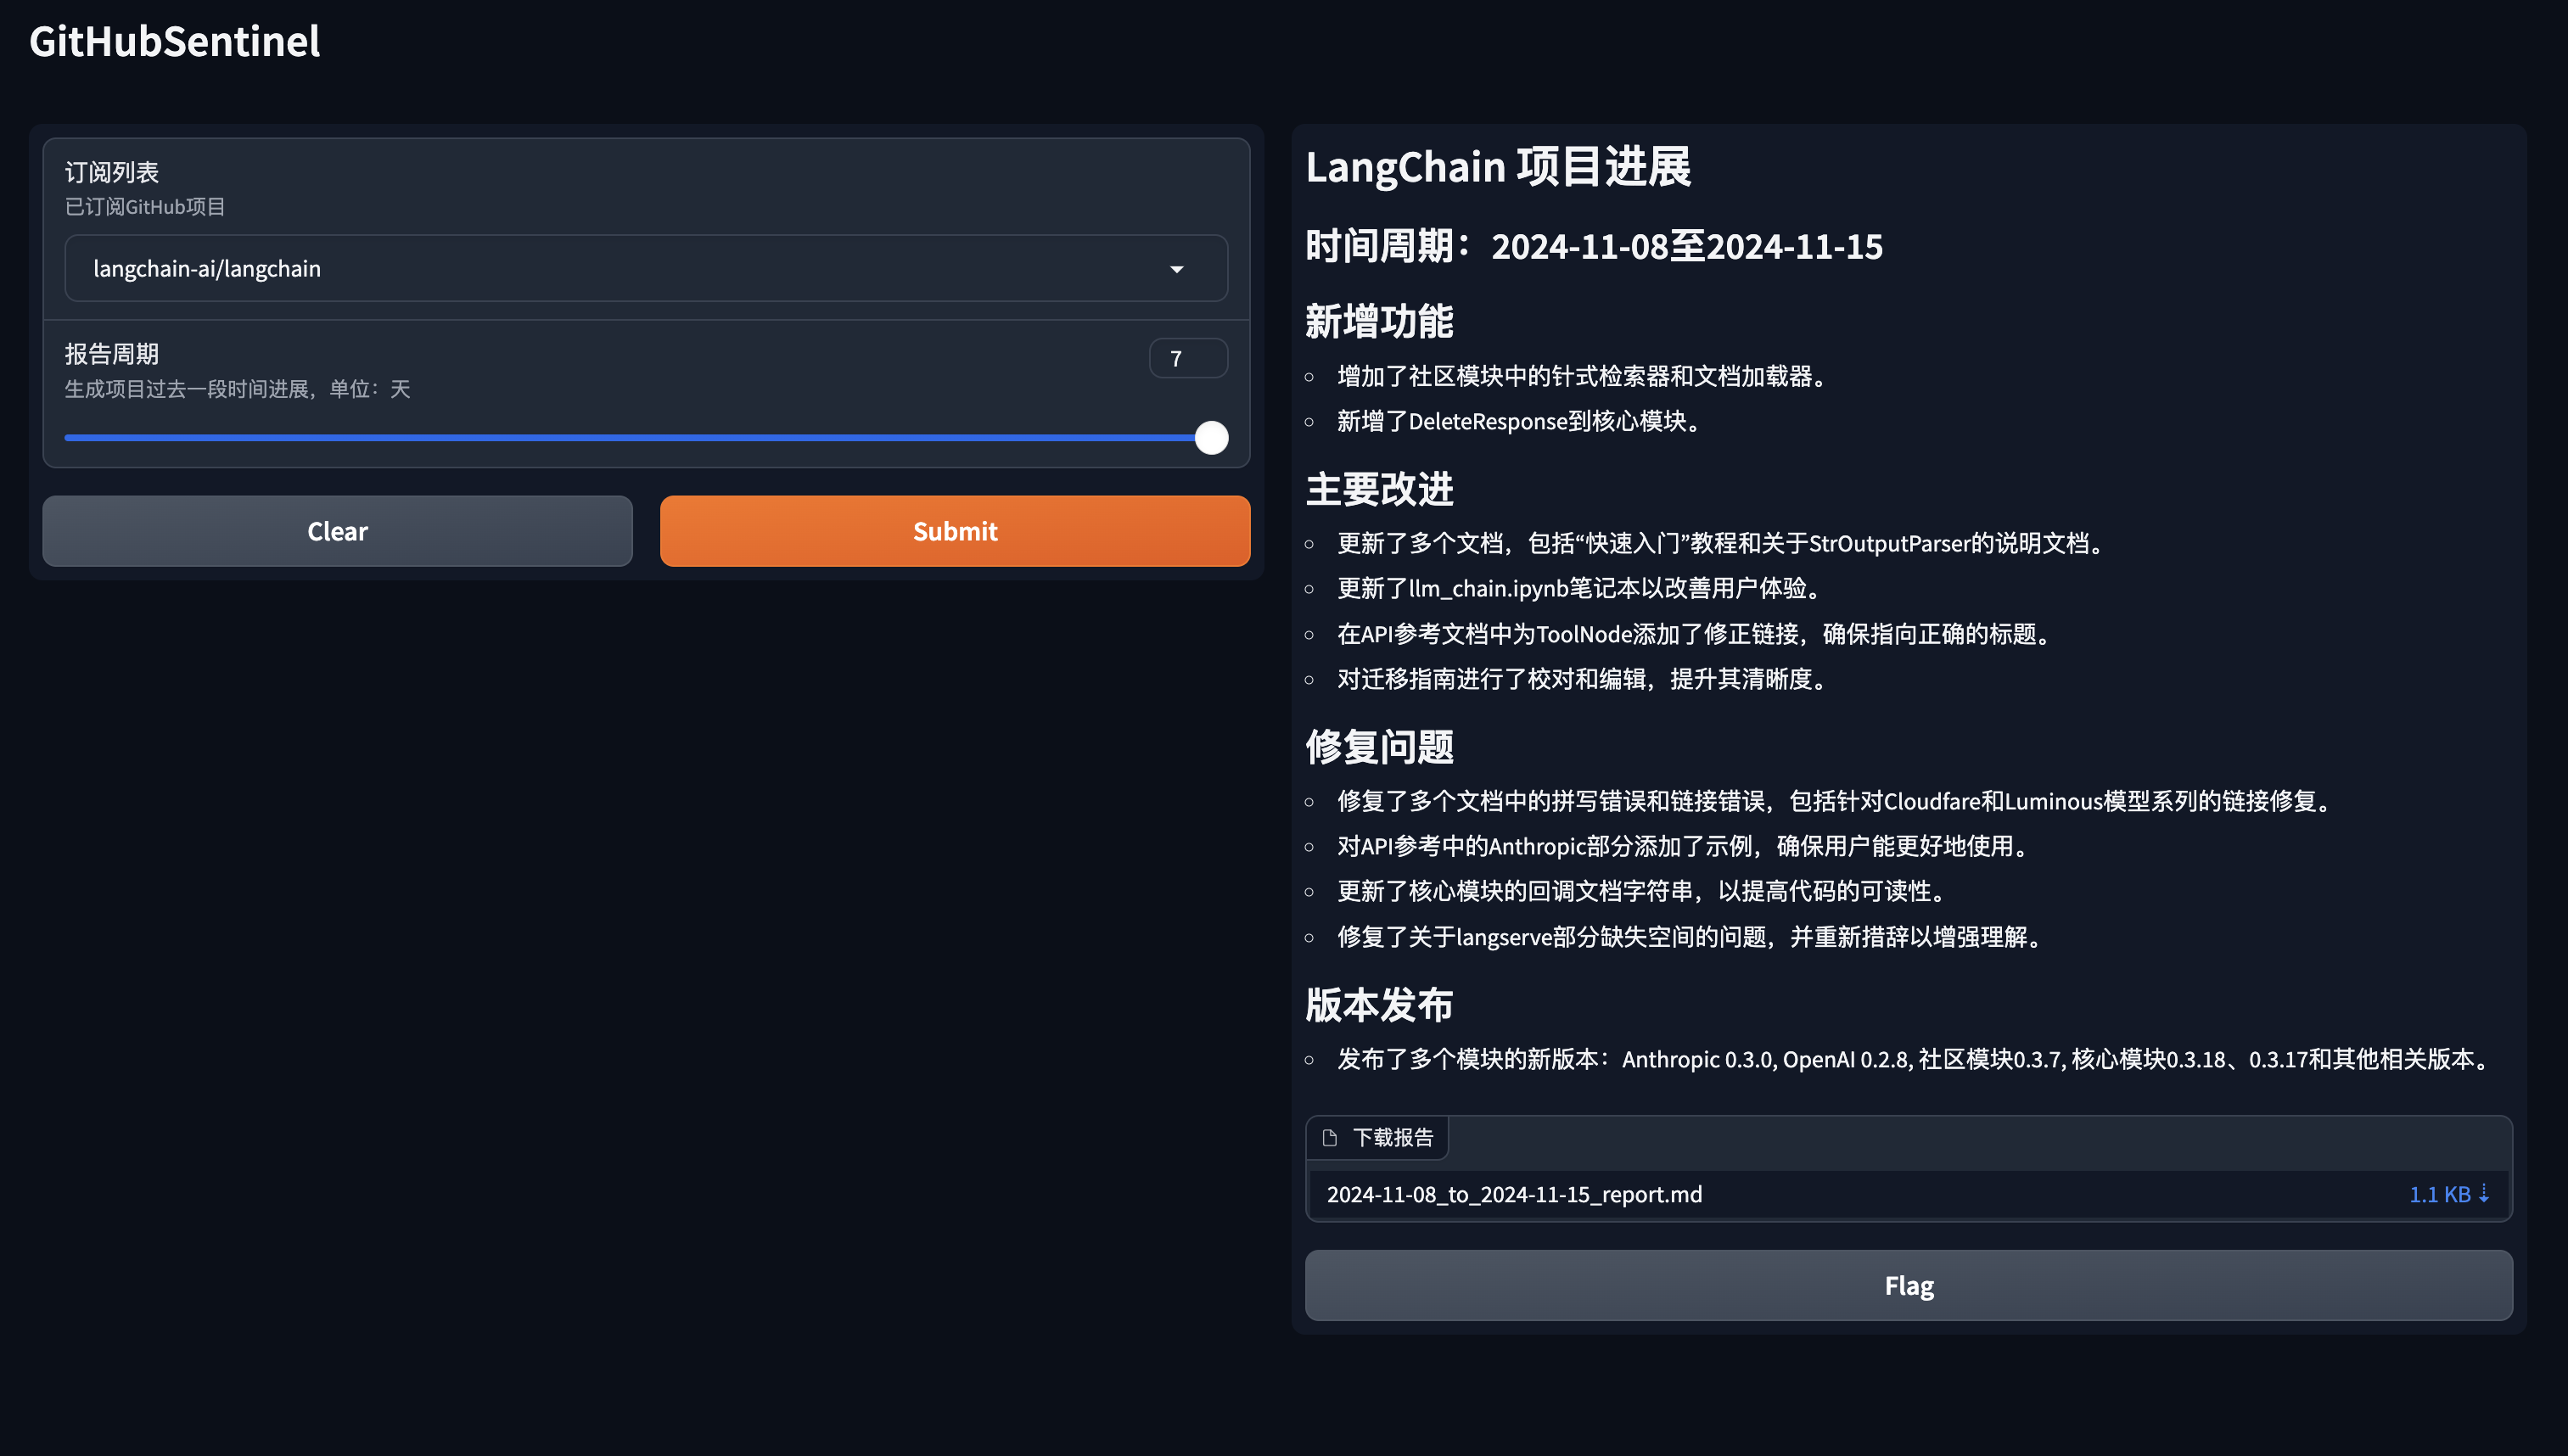 GitHubSentinel
订阅列表
已订阅GitHub项目
langchain-ai/langchain
报告周期
7
生成项目过去一段时间进展，单位：天
Clear
Submit
LangChain 项目进展
时间周期：2024-11-08至2024-11-15
新增功能
增加了社区模块中的针式检索器和文档加载器。
新增了DeleteResponse到核心模块。
主要改进
更新了多个文档，包括“快速入门”教程和关于StrOutputParser的说明文档。
更新了llm_chain.ipynb笔记本以改善用户体验。
在API参考文档中为ToolNode添加了修正链接，确保指向正确的标题。
对迁移指南进行了校对和编辑，提升其清晰度。
修复问题
修复了多个文档中的拼写错误和链接错误，包括针对Cloudfare和Luminous模型系列的链接修复。
对API参考中的Anthropic部分添加了示例，确保用户能更好地使用。
更新了核心模块的回调文档字符串，以提高代码的可读性。
修复了关于langserve部分缺失空间的问题，并重新措辞以增强理解。
版本发布
发布了多个模块的新版本：Anthropic 0.3.0, OpenAI 0.2.8, 社区模块0.3.7, 核心模块0.3.18、0.3.17和其他相关版本。
下载报告
2024-11-08_to_2024-11-15_report.md
1.1 KB ⇣
Flag